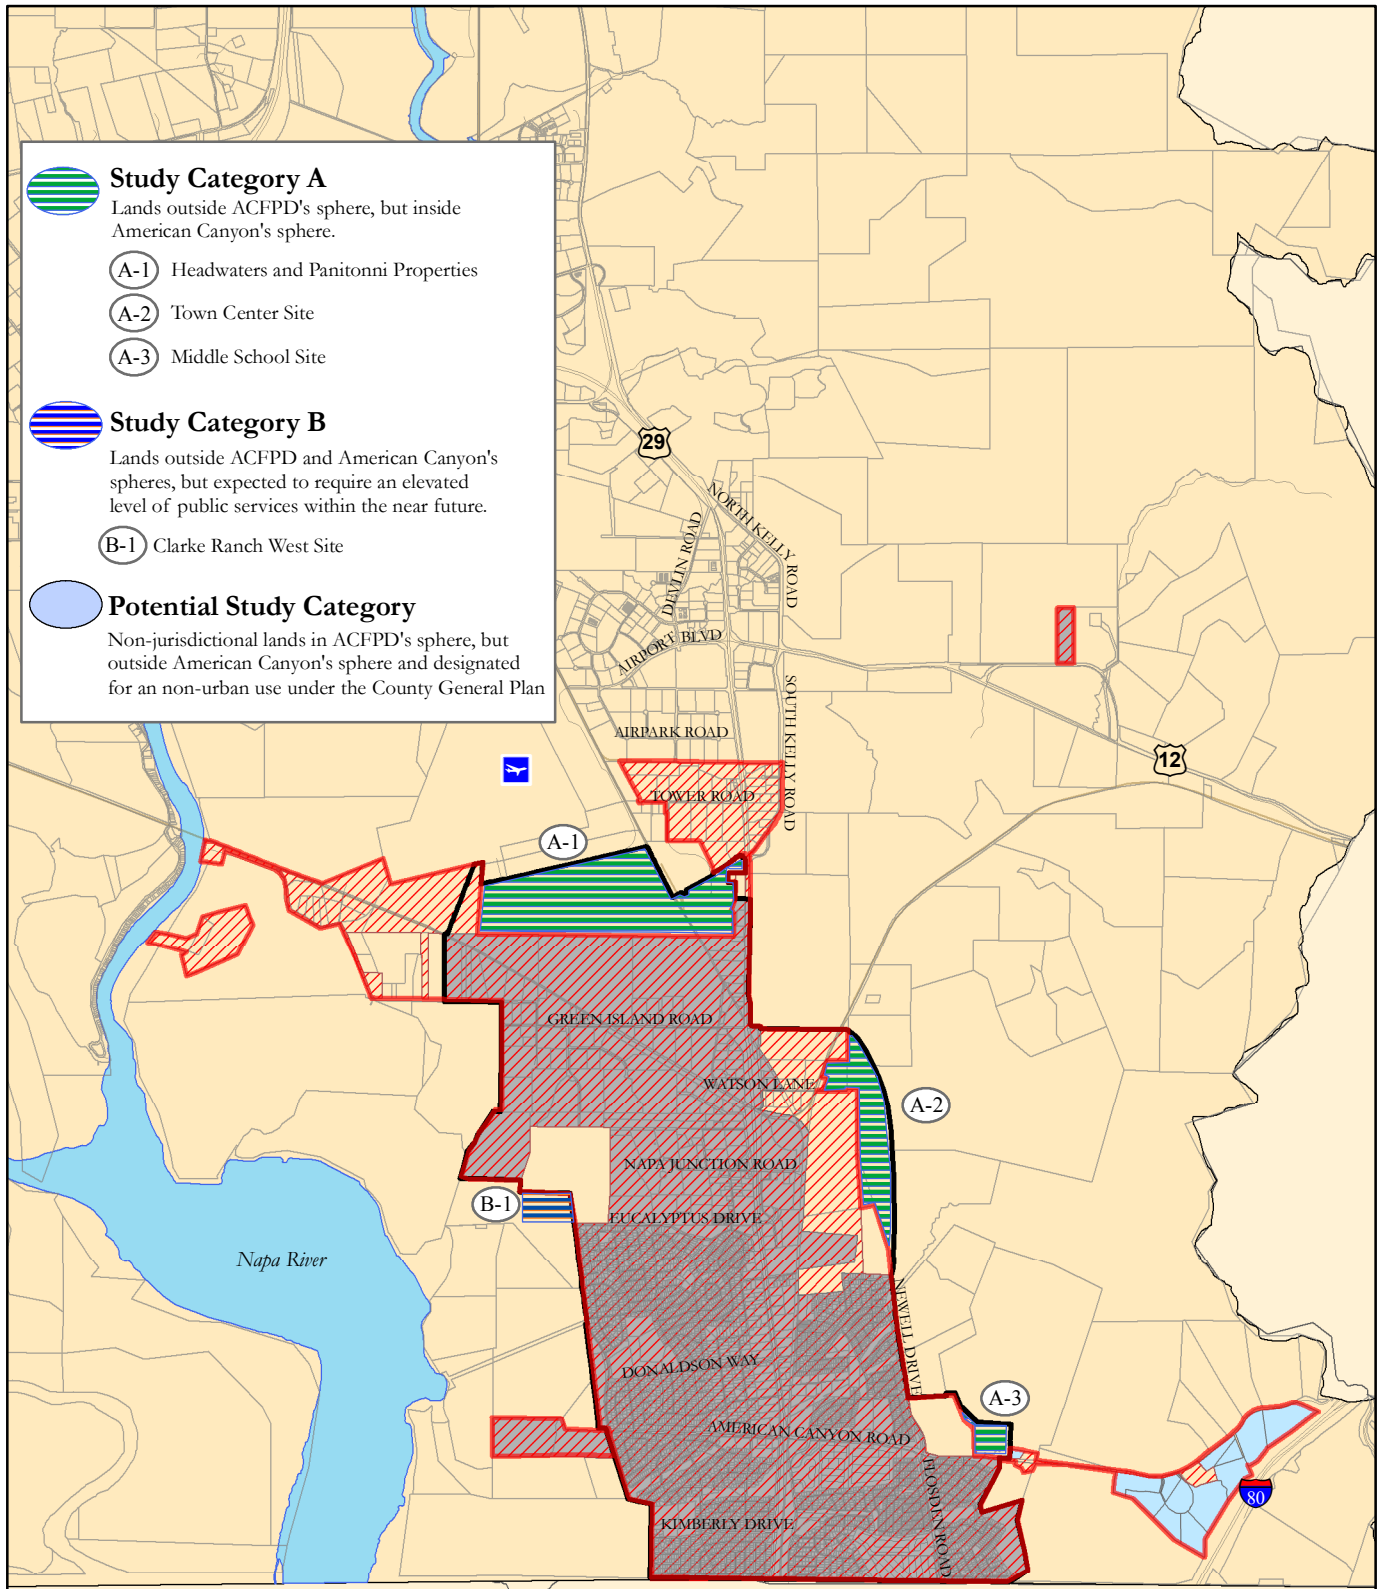 Study Category A
Lands outside ACFPD's sphere, but inside
American Canyon's sphere.
A-1 Headwaters and Panitonni Properties
A-2 Town Center Site
A-3 Middle School Site
Study Category B
Lands outside ACFPD and American Canyon's
spheres, but expected to require an elevated
level of public services within the near future.
B-1 Clarke Ranch West Site
Potential Study Category
Non-jurisdictional lands in ACFPD's sphere, but
outside American Canyon's sphere and designated
for an non-urban use under the County General Plan
29
NORTH KELLY ROAD
DEVLIN ROAD
AIRPORT BLVD
SOUTH KELLY ROAD
AIRPARK ROAD
12
TOWER ROAD
A-1
GREEN ISLAND ROAD
WATSON LANE
A-2
NAPA JUNCTION ROAD
B-1
EUCALYPTUS DRIVE
Napa River
NEWELL DRIVE
DONALDSON WAY
A-3
AMERICAN CANYON ROAD
FLOSDEN ROAD
80
KIMBERLY DRIVE